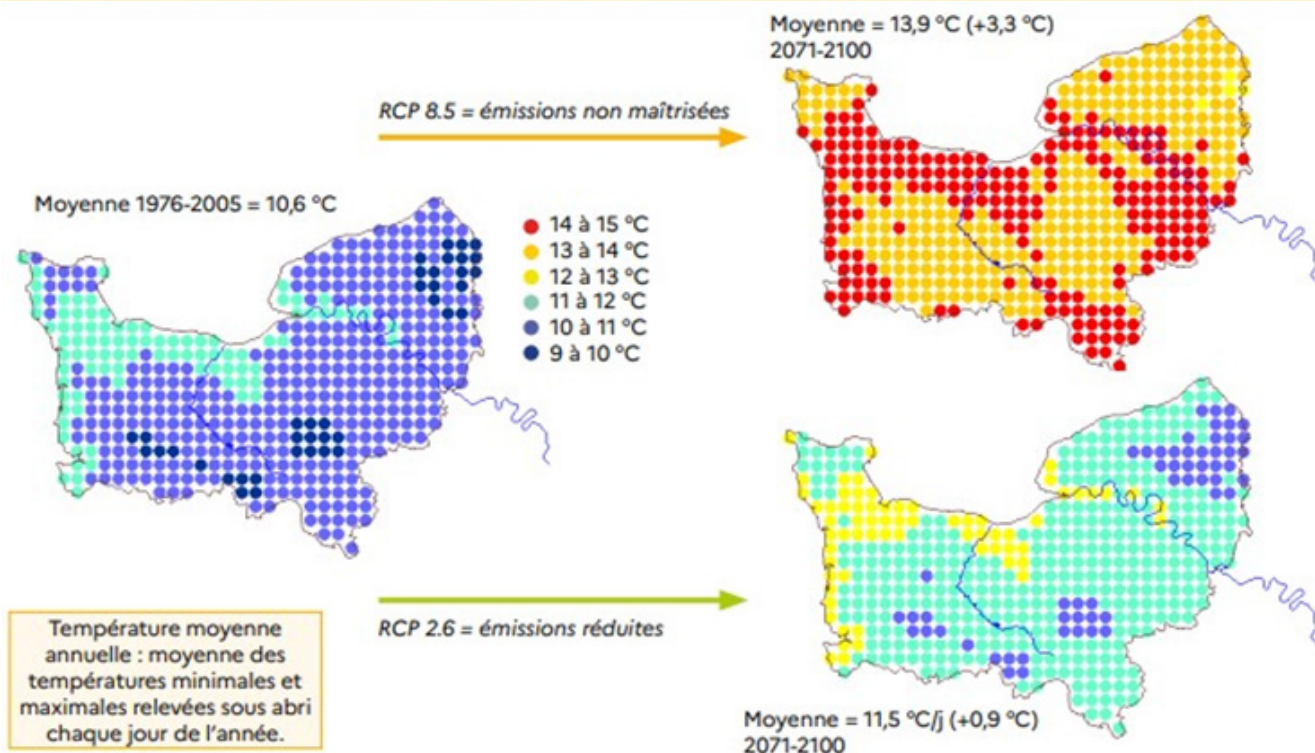 Moyenne = 13,9 °C (+3,3 °C)
2071-2100
RCP 8.5 = émissions non maîtrisées
Moyenne 1976-2005 = 10,6 °C
14 à 15 °C
13 à 14 °C
12 à 13 °C
11 à 12 °C
10 à 11 °C
9 à 10 °C
RCP 2.6 = émissions réduites
Température moyenne
annuelle : moyenne des
températures minimales et
maximales relevées sous abri
chaque jour de l'année.
Moyenne = 11,5 °C/j (+0,9 °C)
2071-2100